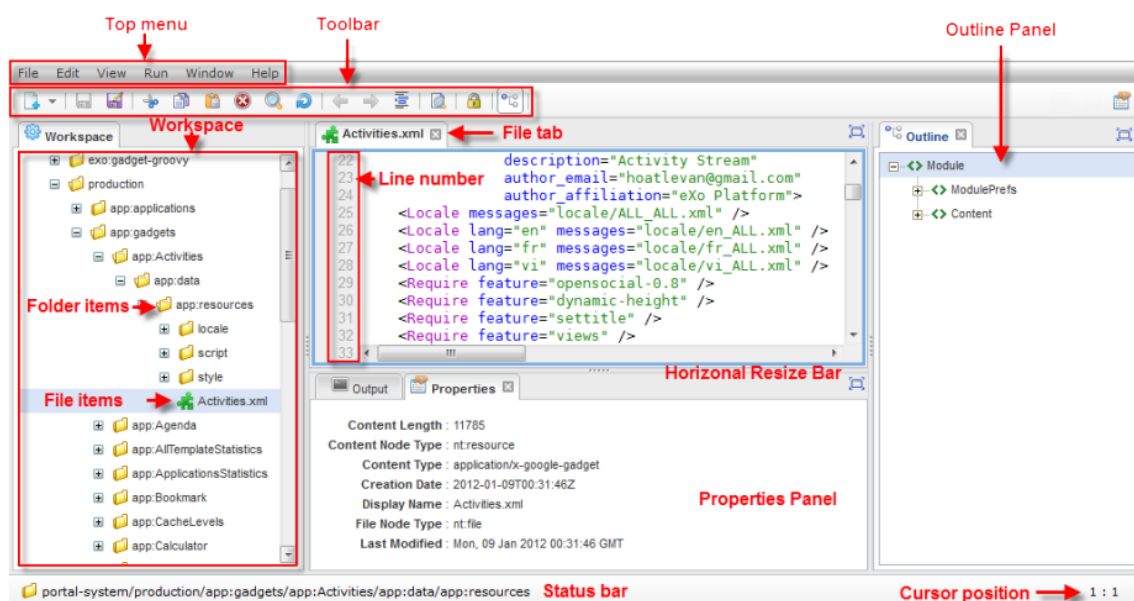 Top menu
Toolbar
Outline Panel
File Edit View Run Window Help
Workspace
Workspace
exo:gadget-groovy
production
app:applications
app:gadgets
app:Activities
app:data
Folder items
app:resources
locale
script
style
File items
Activities.xml
app:Agenda
app:AllTemplateStatistics
app:ApplicationsStatistics
app:Bookmark
app:CacheLevels
app:Calculator
Activities.xml
File tab
Line number
22 description="Activity Stream"
23 author_email="hoatlevan@gmail.com"
24 author_affiliation="eXo Platform">
25 <Locale messages="locale/ALL_ALL.xml" />
26 <Locale lang="en" messages="locale/en_ALL.xml" />
27 <Locale lang="fr" messages="locale/fr_ALL.xml" />
28 <Locale lang="vi" messages="locale/vi_ALL.xml" />
29 <Require feature="opensocial-0.8" />
30 <Require feature="dynamic-height" />
31 <Require feature="settitle" />
32 <Require feature="views" />
33
Horizonal Resize Bar
Output
Properties
Content Length : 11785
Content Node Type : nt:resource
Content Type : application/x-google-gadget
Creation Date : 2012-01-09T00:31:46Z
Display Name : Activities.xml
File Node Type : nt:file
Last Modified : Mon, 09 Jan 2012 00:31:46 GMT
Properties Panel
Outline
Module
ModulePrefs
Content
portal-system/production/app:gadgets/app:Activities/app:data/app:resources
Status bar
Cursor position
1 : 1